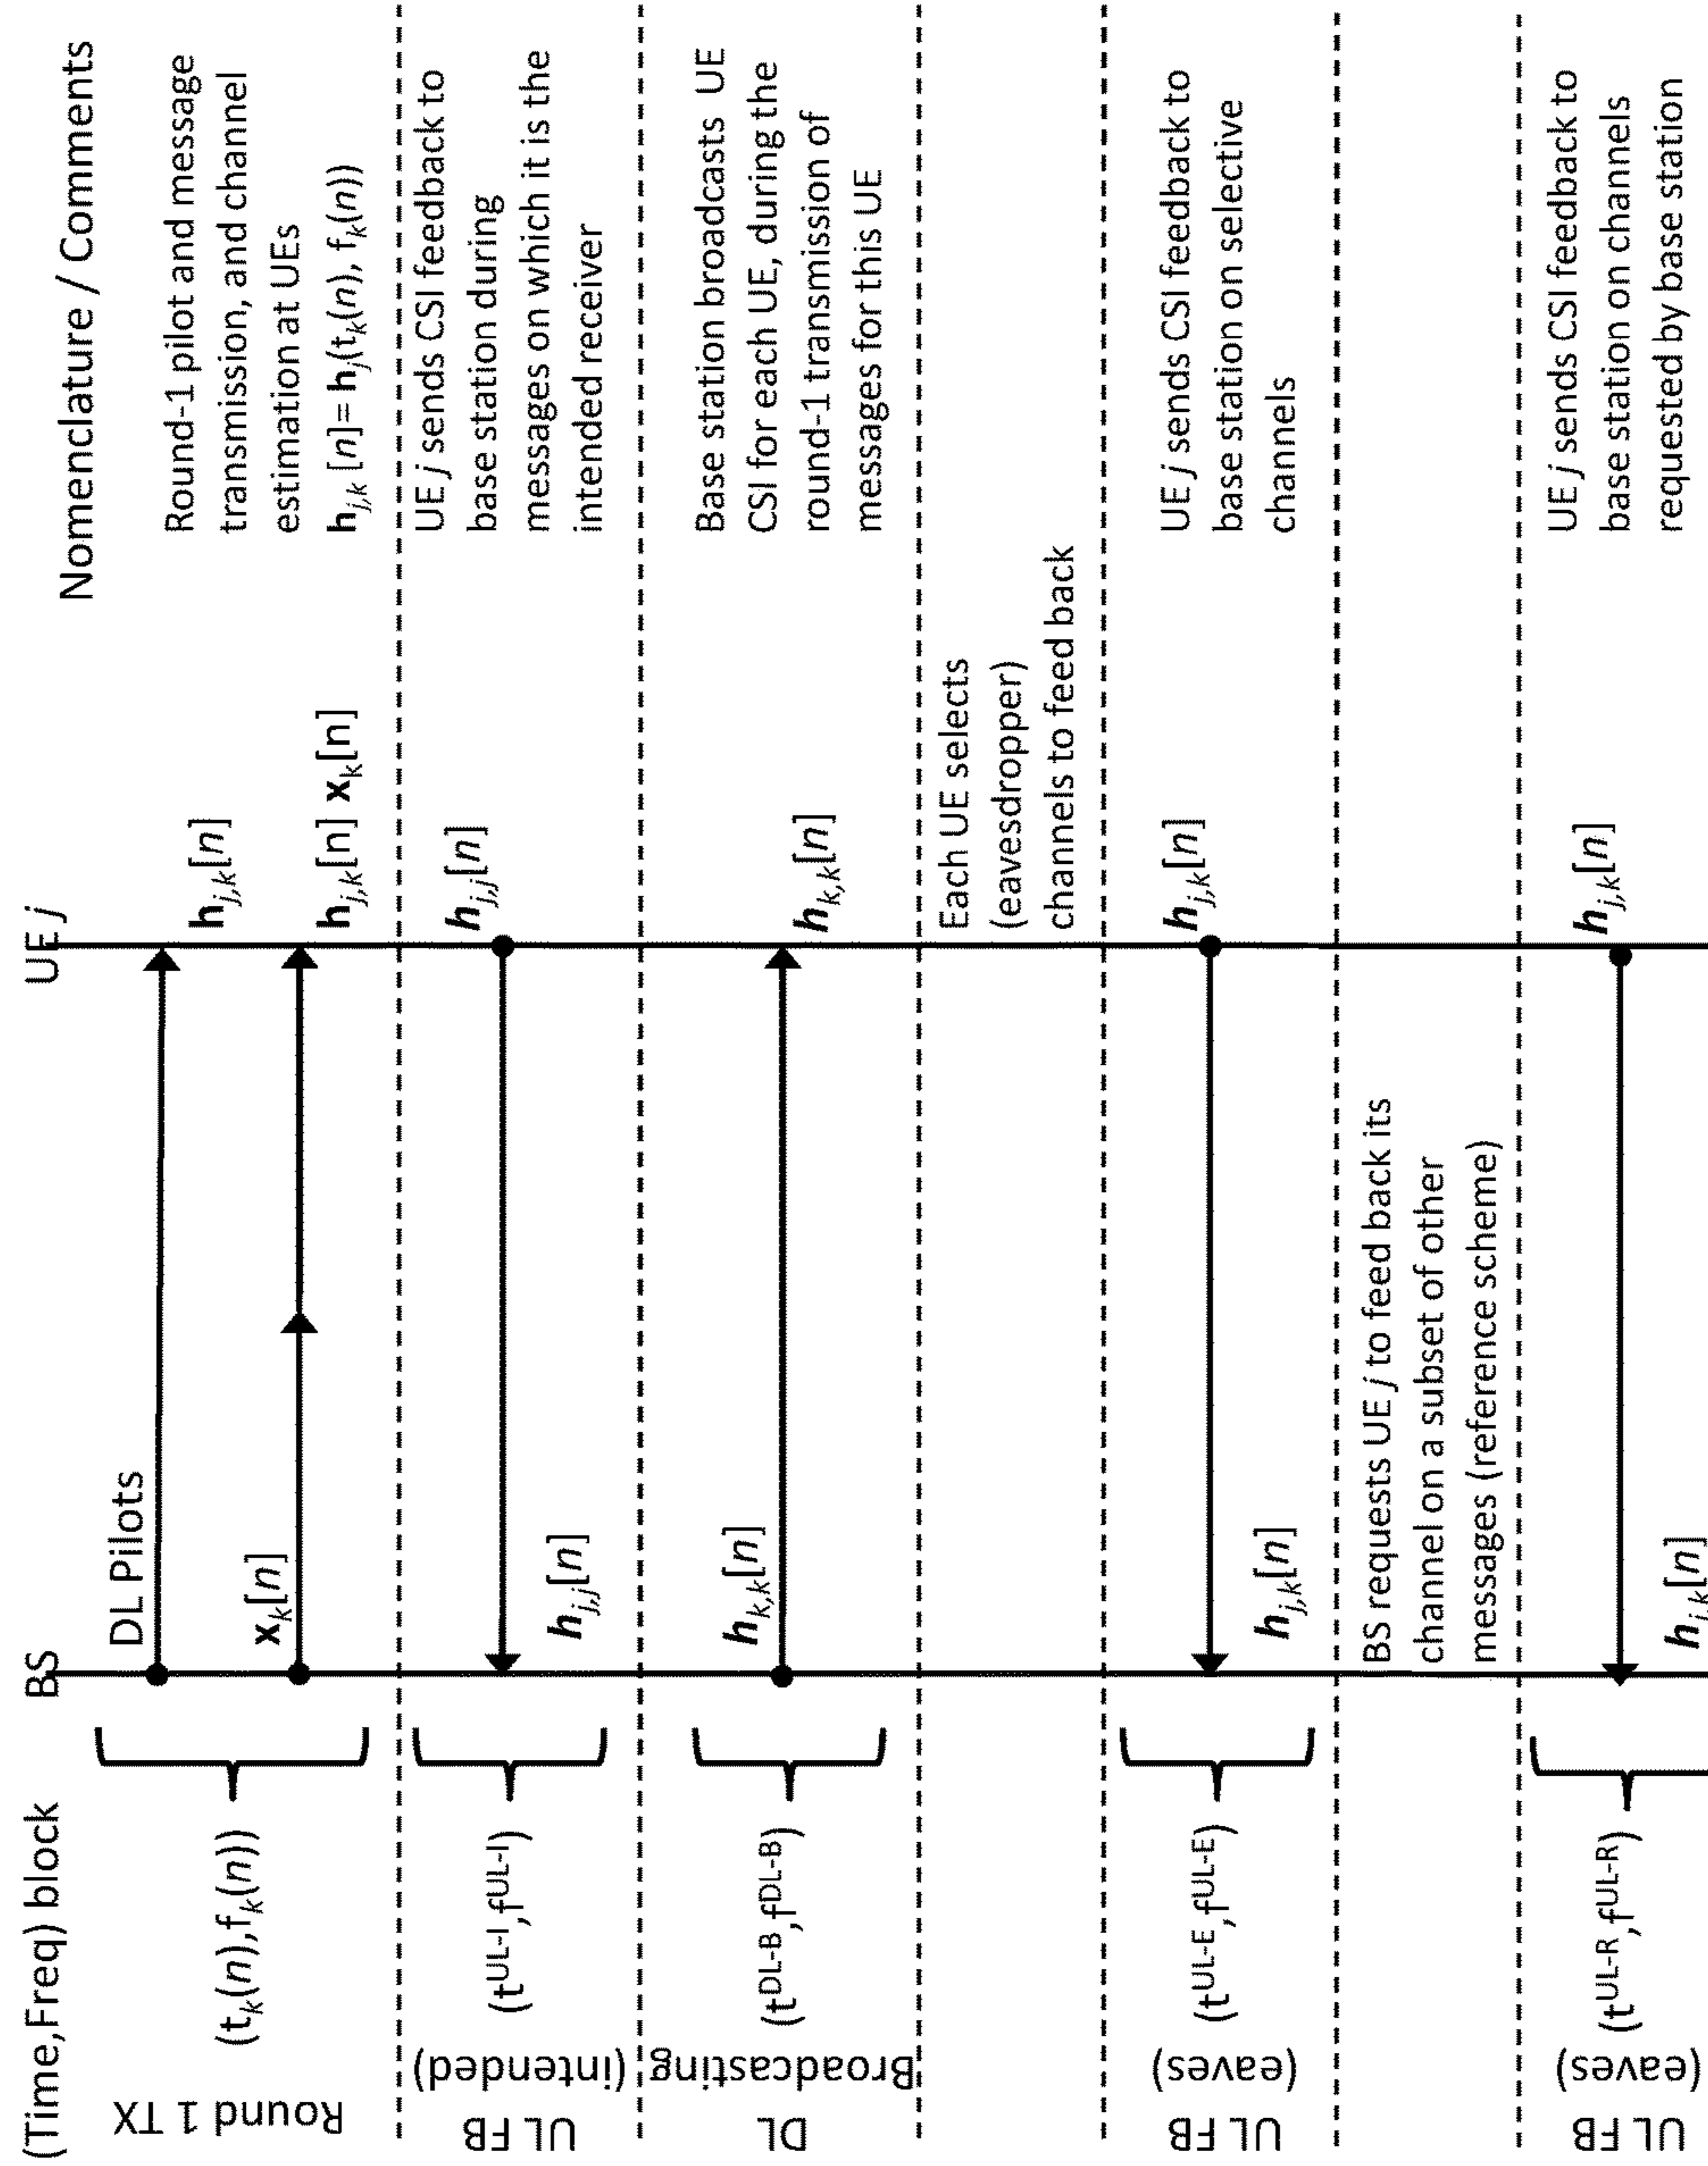 (Time,Freq) block
BS
UE j
Nomenclature / Comments
Round 1 TX
(t_k(n),f_k(n))
DL Pilots
x_k[n]
h_{j,k}[n]
h_{j,k}[n] x_k[n]
Round-1 pilot and message
transmission, and channel
estimation at UEs
h_{j,k} [n]= h_j(t_k(n), f_k(n))
UL FB
(intended)
(t^{UL-I},f^{UL-I})
h_{j,j}[n]
h_{j,j}[n]
UE j sends CSI feedback to
base station during
messages on which it is the
intended receiver
DL
Broadcasting
(t^{DL-B},f^{DL-B})
h_{k,k}[n]
h_{k,k}[n]
Base station broadcasts UE
CSI for each UE, during the
round-1 transmission of
messages for this UE
Each UE selects
(eavesdropper)
channels to feed back
UL FB
(eaves)
(t^{UL-E},f^{UL-E})
h_{j,k}[n]
h_{j,k}[n]
UE j sends CSI feedback to
base station on selective
channels
BS requests UE j to feed back its
channel on a subset of other
messages (reference scheme)
UL FB
(eaves)
(t^{UL-R},f^{UL-R})
h_{j,k}[n]
h_{j,k}[n]
UE j sends CSI feedback to
base station on channels
requested by base station